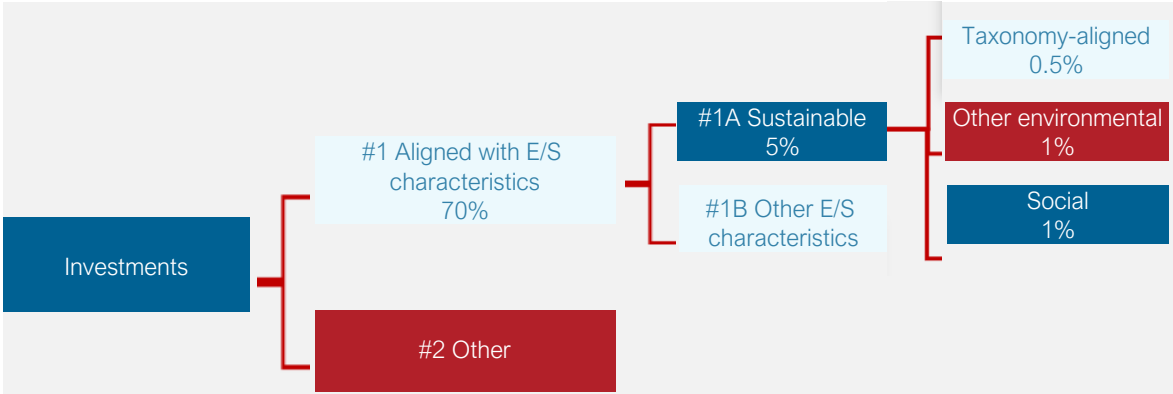 Investments
#1 Aligned with E/S
characteristics
70%
#2 Other
#1A Sustainable
5%
#1B Other E/S
characteristics
Taxonomy-aligned
0.5%
Other environmental
1%
Social
1%